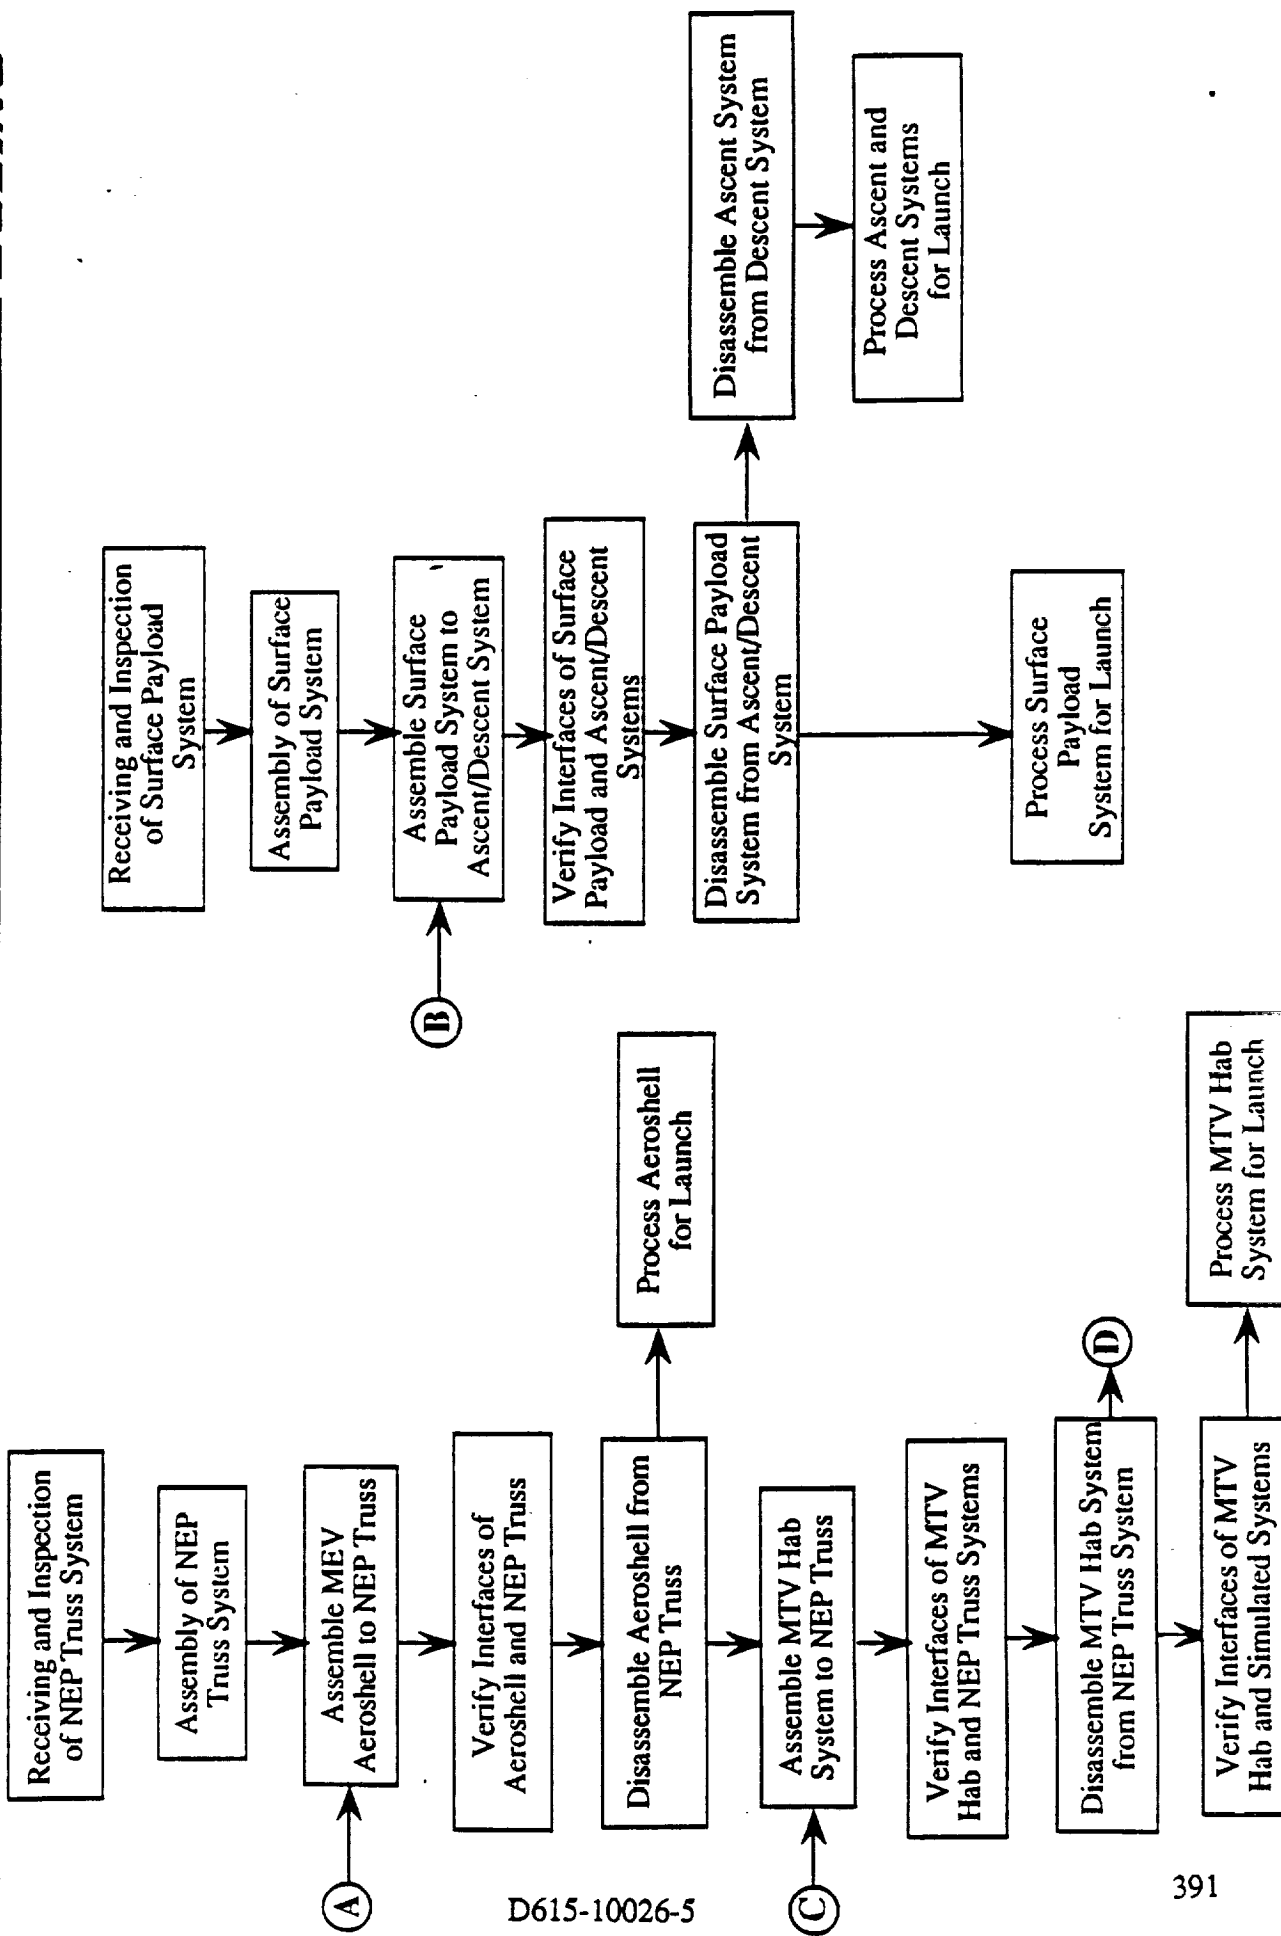 Receiving and Inspection
of NEP Truss System
Assembly of NEP
Truss System
A
Assemble MEV
Aeroshell to NEP Truss
Verify Interfaces of
Aeroshell and NEP Truss
Disassemble Aeroshell from
NEP Truss
Process Aeroshell
for Launch
C
Assemble MTV Hab
System to NEP Truss
Verify Interfaces of MTV
Hab and NEP Truss Systems
Disassemble MTV Hab System
from NEP Truss System
D
Verify Interfaces of MTV
Hab and Simulated Systems
Process MTV Hab
System for Launch
Receiving and Inspection
of Surface Payload
System
Assembly of Surface
Payload System
B
Assemble Surface
Payload System to
Ascent/Descent System
Verify Interfaces of Surface
Payload and Ascent/Descent
Systems
Disassemble Surface Payload
System from Ascent/Descent
System
Disassemble Ascent System
from Descent System
Process Ascent and
Descent Systems
for Launch
Process Surface
Payload
System for Launch
D615-10026-5
391